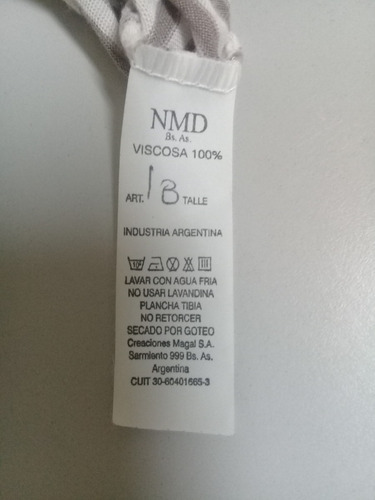 NMD
Bs. As.
VISCOSA 100%
ART. 1 B TALLE
INDUSTRIA ARGENTINA
LAVAR CON AGUA FRIA
NO USAR LAVANDINA
PLANCHA TIBIA
NO RETORCER
SECADO POR GOTEO
Creaciones Magal S.A.
Sarmiento 999 Bs. As.
Argentina
CUIT 30-60401665-3